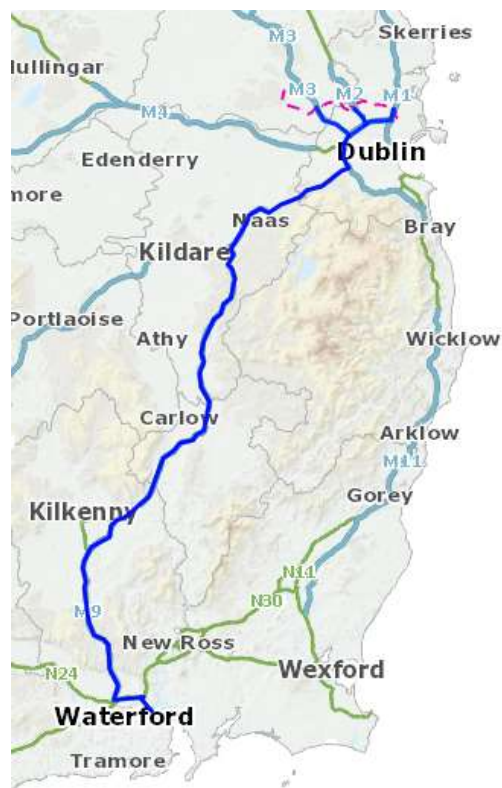 M3
Skerries
llullingar
M3
M2
M1
M4
Dublin
Edenderry
more
Naas
Bray
Kildare
Portlaoise
Athy
Wicklow
Carlow
Arklow
M11
Gorey
Kilkenny
N11
N30
M9
New Ross
Wexford
N24
Waterford
Tramore